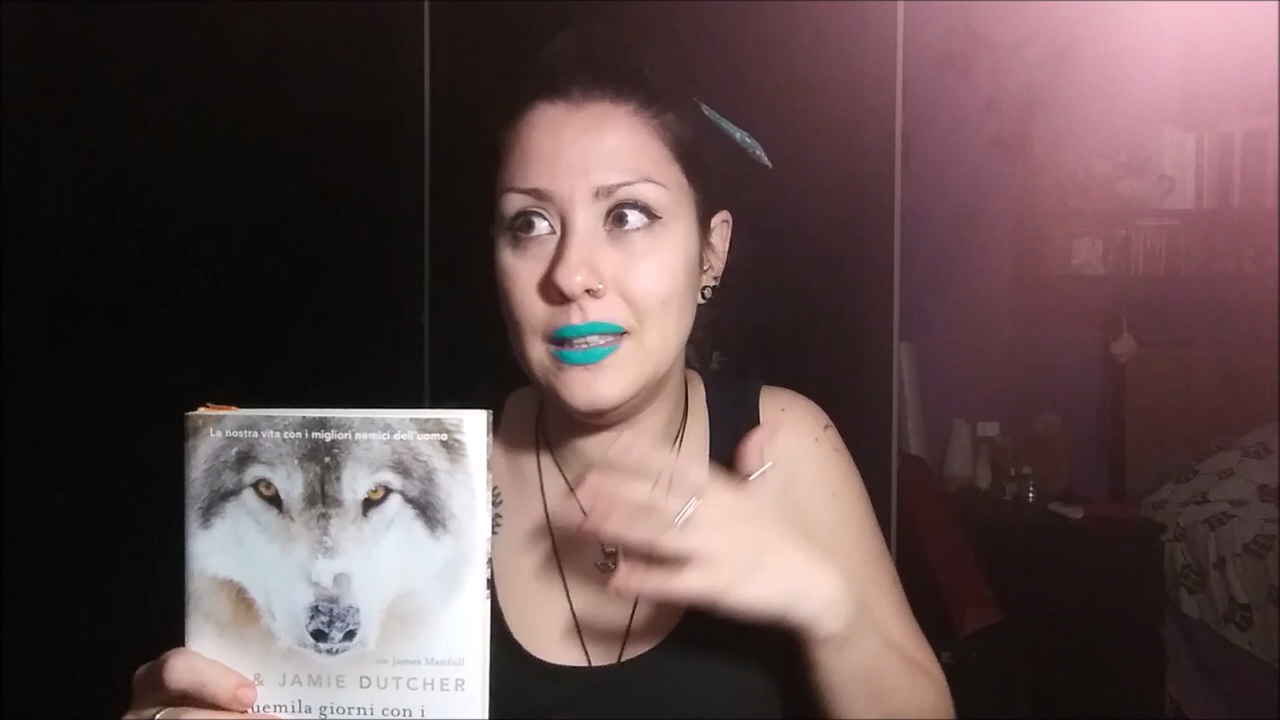 La nostra vita con i migliori nemici dell'uomo
con James Manfull
& JAMIE DUTCHER
uemila giorni con i